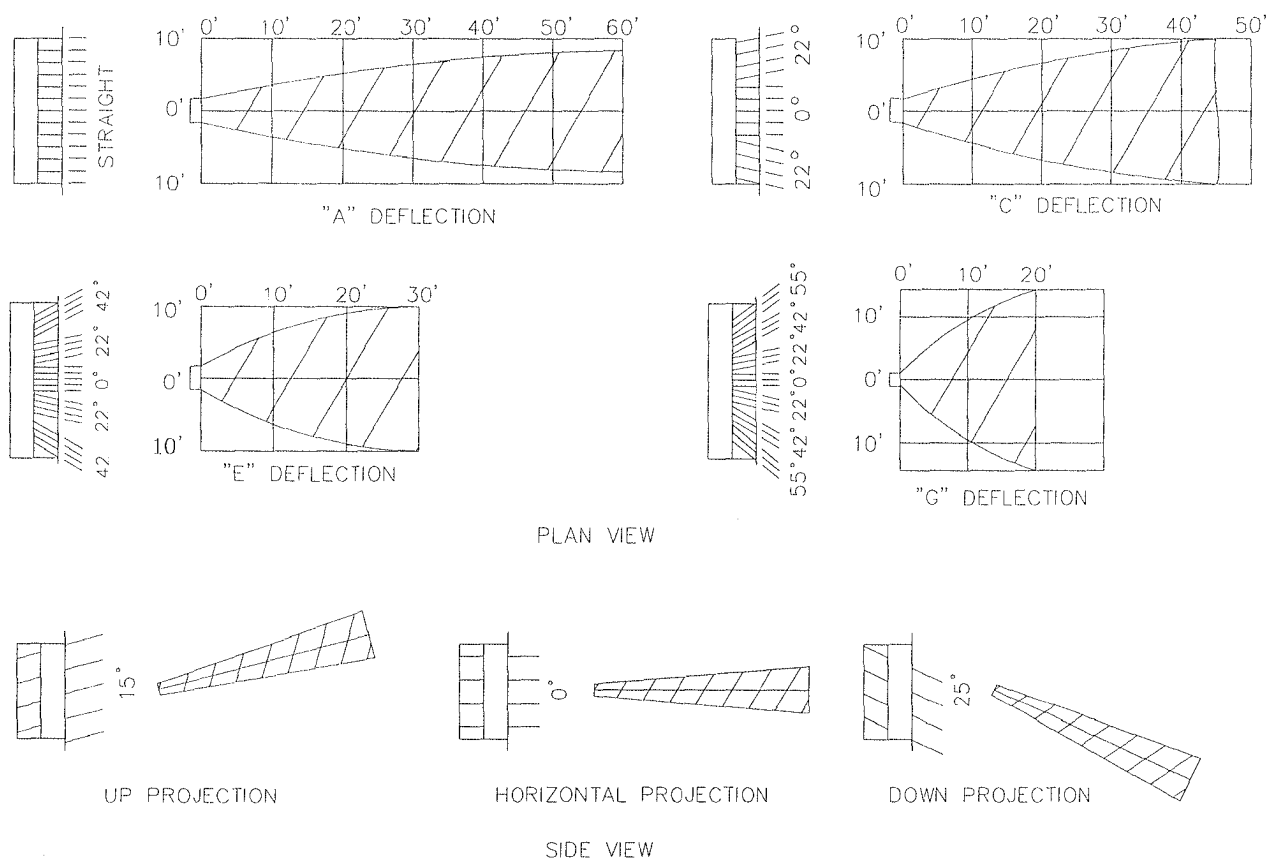 0' 10' 20' 30' 40' 50' 60'
10'
0'
10'
STRAIGHT
"A" DEFLECTION
0' 10' 20' 30' 40' 50'
10'
0'
10'
22° 0° 22°
"C" DEFLECTION
0' 10' 20' 30'
10'
0'
10'
42 22° 0° 22° 42°
"E" DEFLECTION
0' 10' 20'
10'
0'
10'
55° 42° 22° 0° 22° 42° 55°
"G" DEFLECTION
PLAN VIEW
15°
UP PROJECTION
0°
HORIZONTAL PROJECTION
25°
DOWN PROJECTION
SIDE VIEW